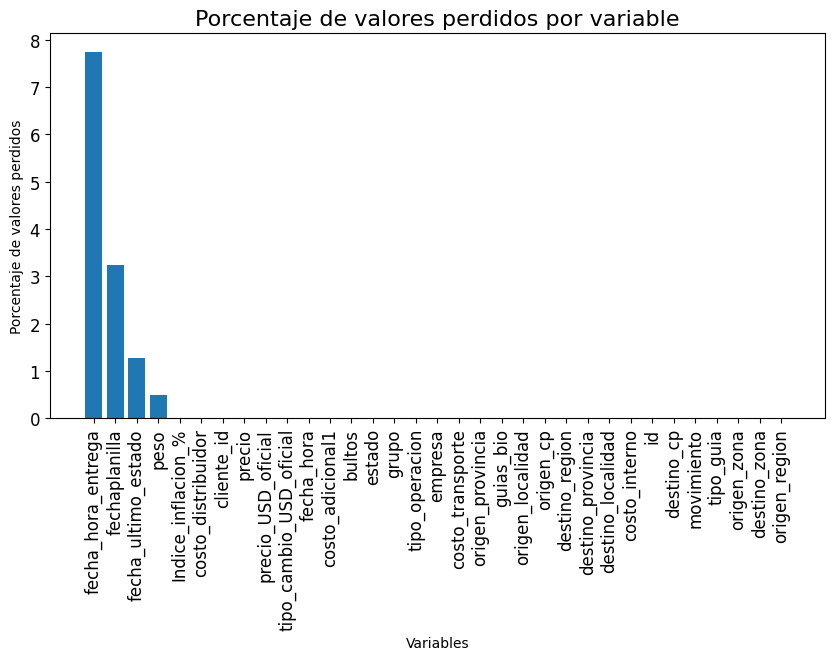 Porcentaje de valores perdidos por variable
Porcentaje de valores perdidos
8
7
6
5
4
3
2
1
0
fecha_hora_entrega
fechaplanilla
fecha_ultimo_estado
peso
Indice_inflacion_%
costo_distribuidor
cliente_id
precio
precio_USD_oficial
tipo_cambio_USD_oficial
fecha_hora
costo_adicional1
bultos
estado
grupo
tipo_operacion
empresa
costo_transporte
origen_provincia
guias_bio
origen_localidad
origen_cp
destino_region
destino_provincia
destino_localidad
costo_interno
id
destino_cp
movimiento
tipo_guia
origen_zona
destino_zona
origen_region
Variables